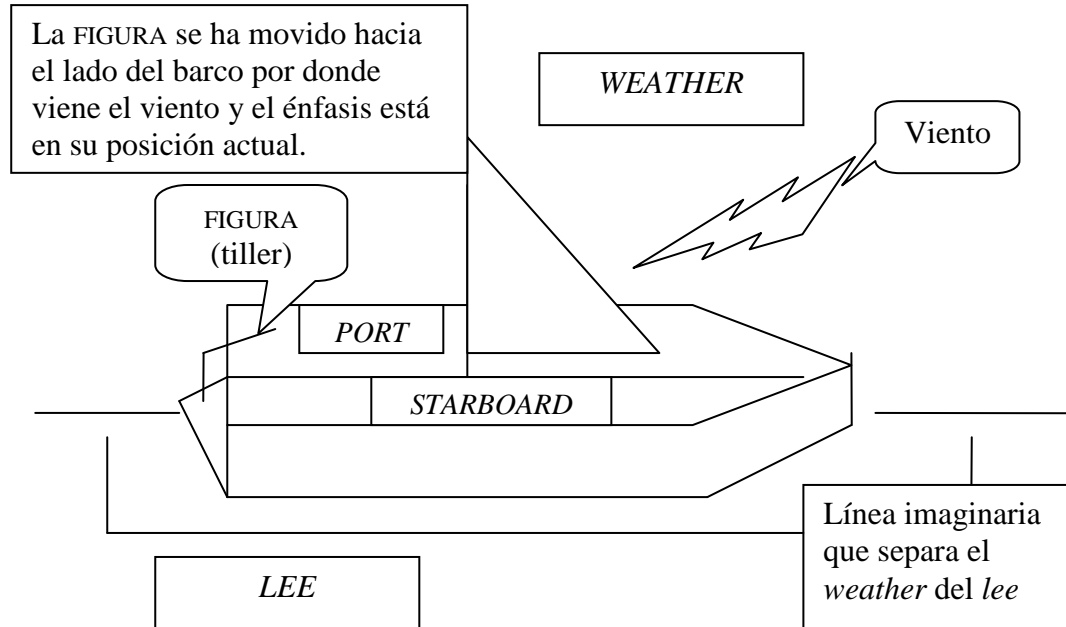 La FIGURA se ha movido hacia
el lado del barco por donde
viene el viento y el énfasis está
en su posición actual.
WEATHER
Viento
FIGURA
(tiller)
PORT
STARBOARD
Línea imaginaria
que separa el
weather del lee
LEE